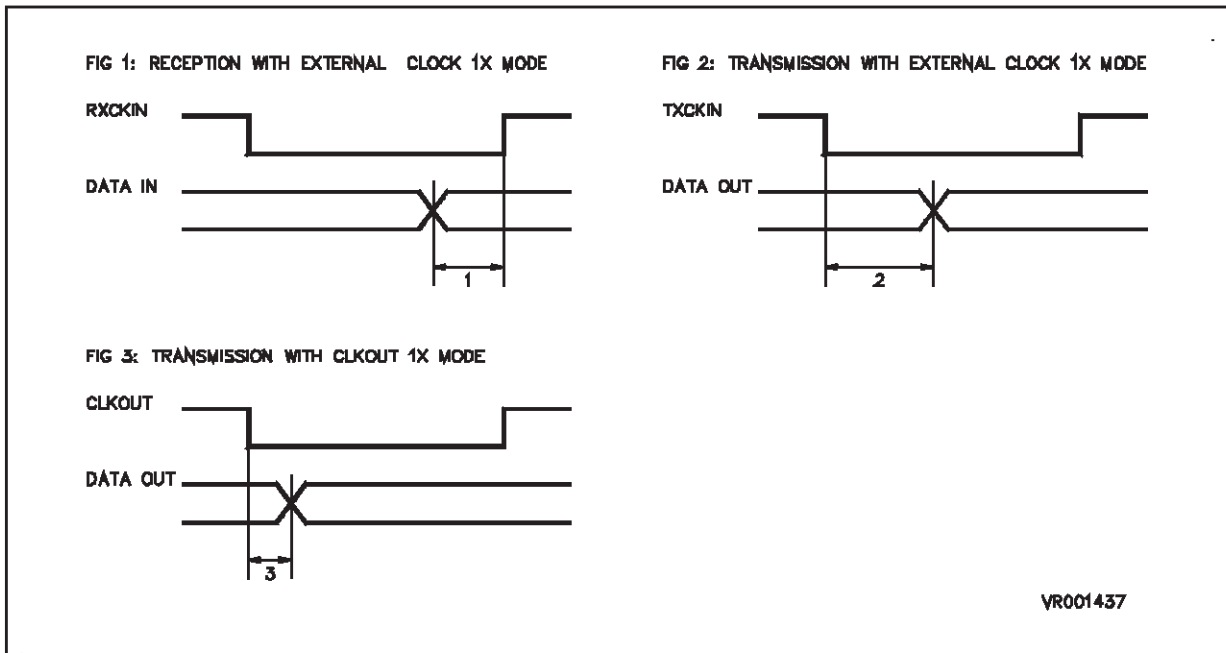 FIG 1: RECEPTION WITH EXTERNAL CLOCK 1X MODE
RXCKIN
DATA IN
1
FIG 2: TRANSMISSION WITH EXTERNAL CLOCK 1X MODE
TXCKIN
DATA OUT
2
FIG 3: TRANSMISSION WITH CLKOUT 1X MODE
CLKOUT
DATA OUT
3
VR001437